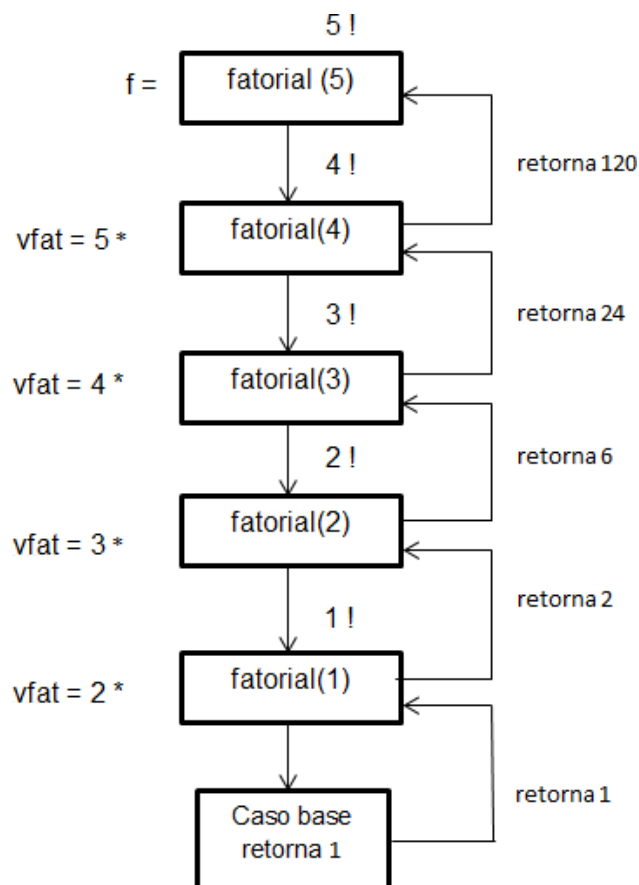 5 !
f =
fatorial (5)
4 !
retorna 120
vfat = 5 *
fatorial(4)
3 !
retorna 24
vfat = 4 *
fatorial(3)
2 !
retorna 6
vfat = 3 *
fatorial(2)
1 !
retorna 2
vfat = 2 *
fatorial(1)
retorna 1
Caso base
retorna 1